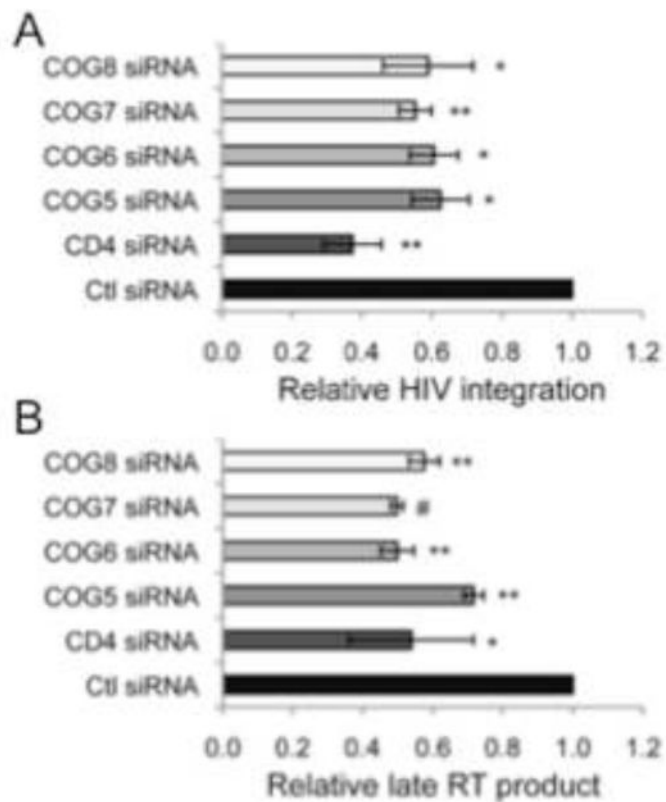 A
COG8 siRNA *
COG7 siRNA **
COG6 siRNA *
COG5 siRNA *
CD4 siRNA **
Ctl siRNA
0.0 0.2 0.4 0.6 0.8 1.0 1.2
Relative HIV integration
B
COG8 siRNA **
COG7 siRNA #
COG6 siRNA **
COG5 siRNA **
CD4 siRNA *
Ctl siRNA
0.0 0.2 0.4 0.6 0.8 1.0 1.2
Relative late RT product